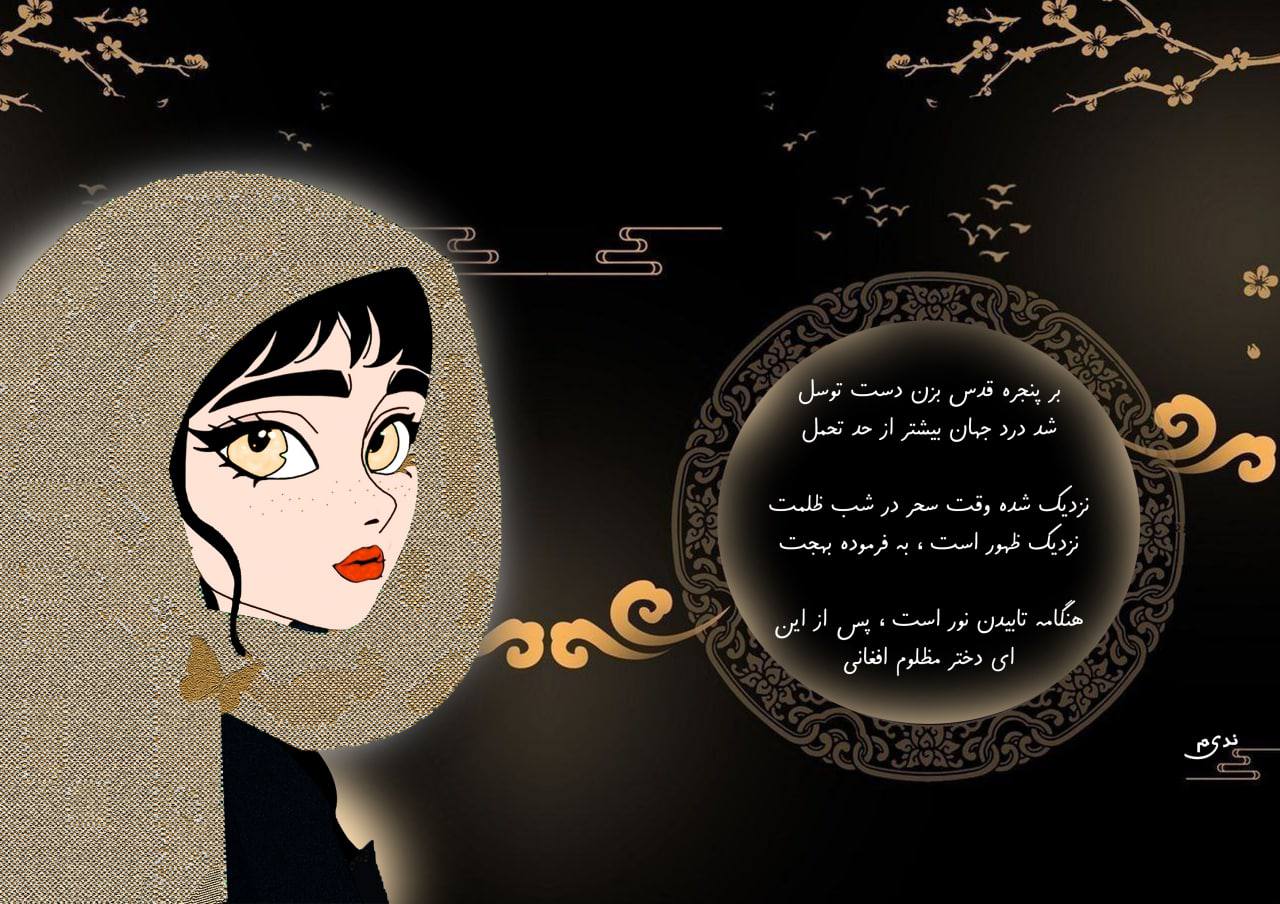 بر پنجره قدس بزن دست توسل
شد درد جهان بیشتر از حد تحمل
نزدیک شده وقت سحر در شب ظلمت
نزدیک ظهور است ، به فرموده بهجت
هنگامه تابیدن نور است ، پس از این
ای دختر مظلوم افغانی
ندیم